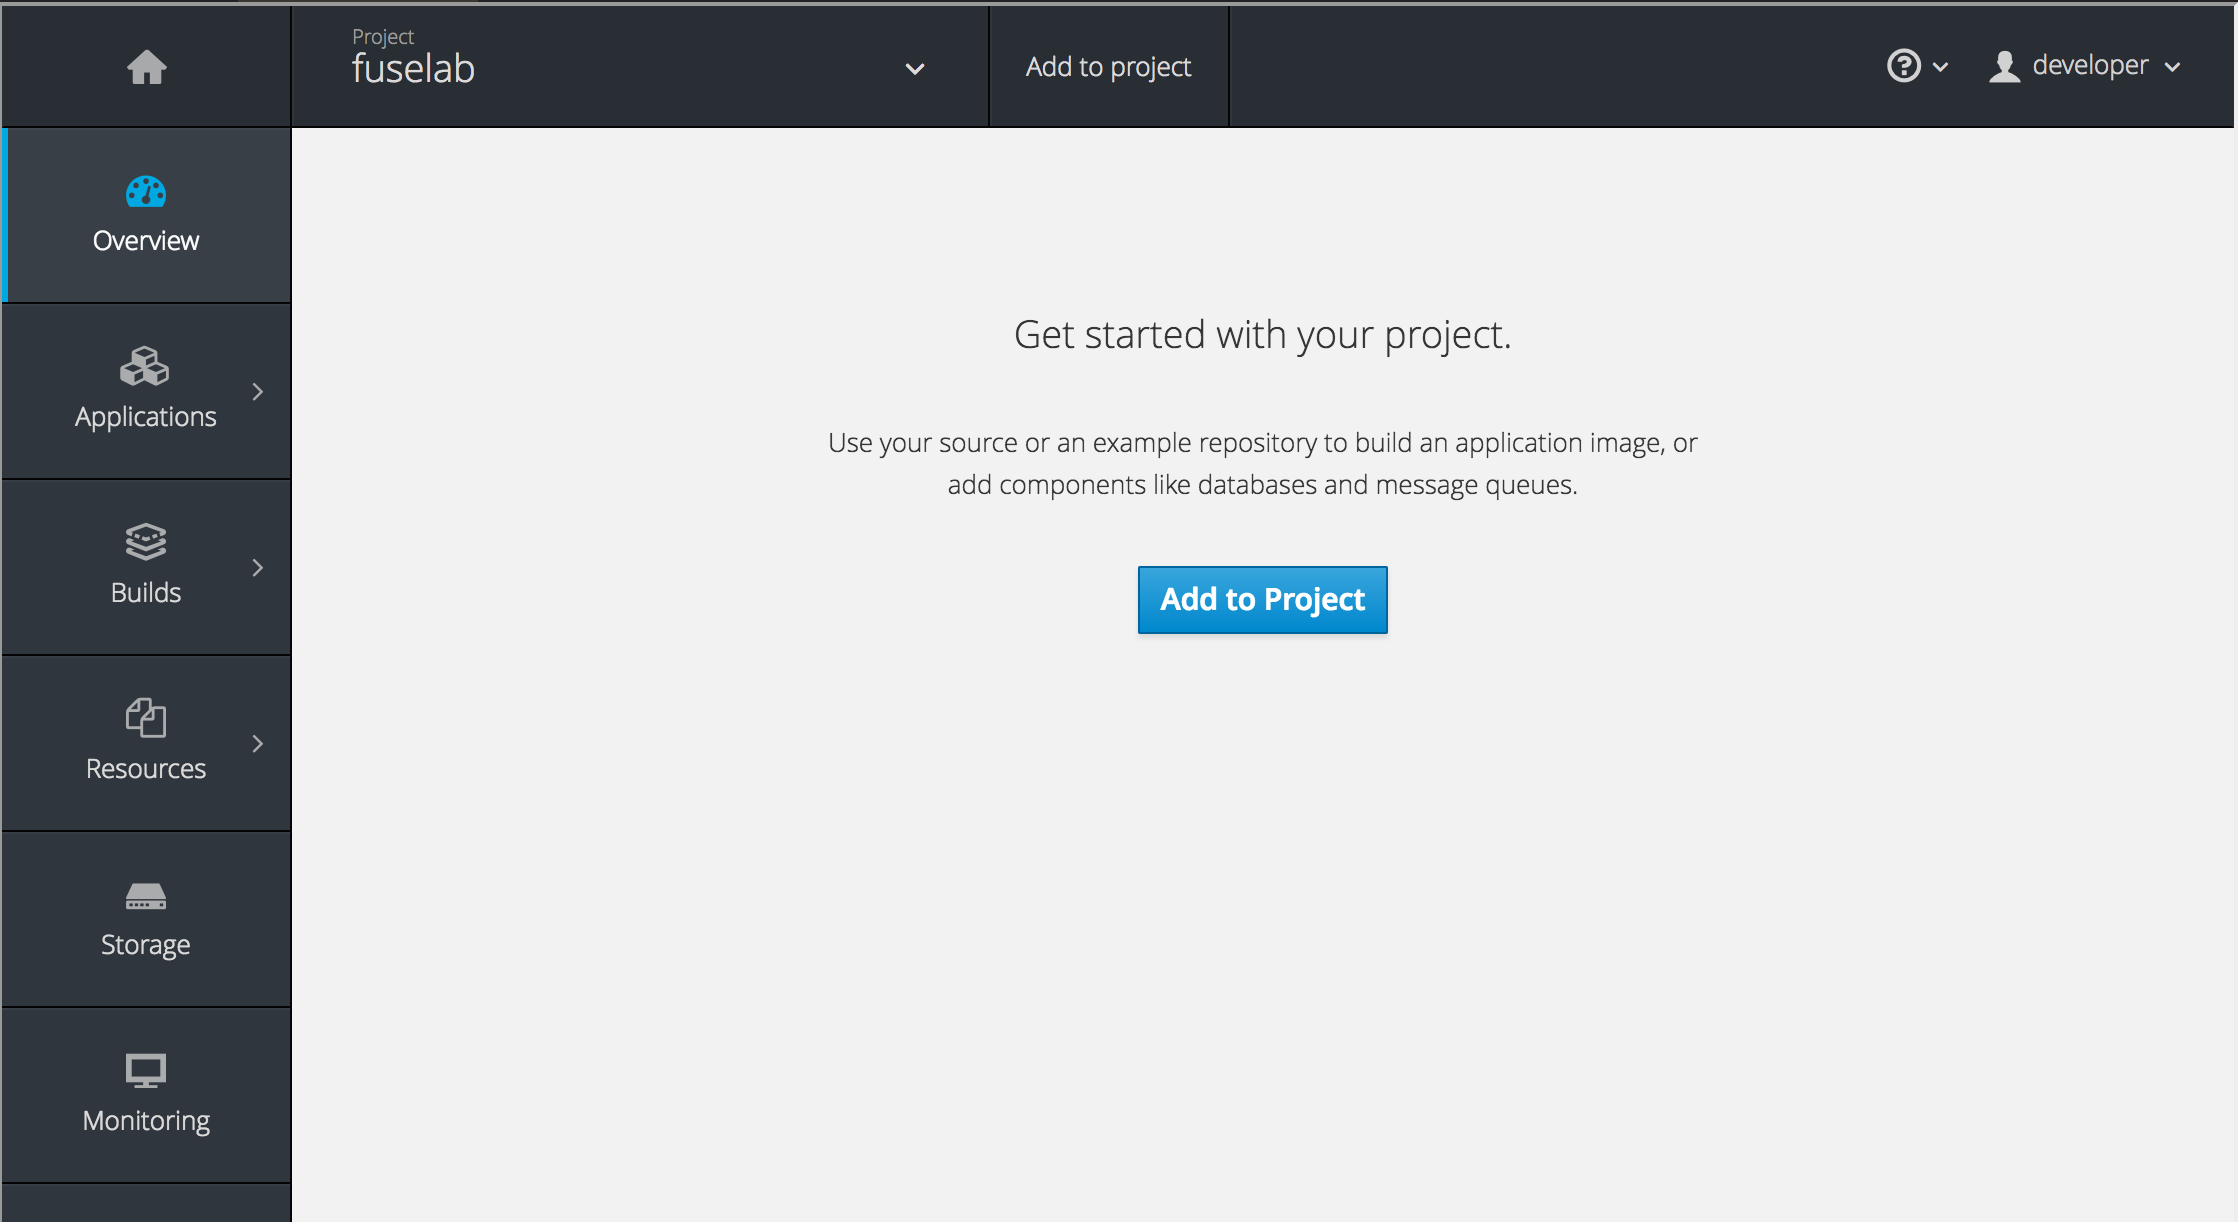 Project
fuselab
Add to project
developer
Overview
Applications
Builds
Resources
Storage
Monitoring
Get started with your project.
Use your source or an example repository to build an application image, or
add components like databases and message queues.
Add to Project